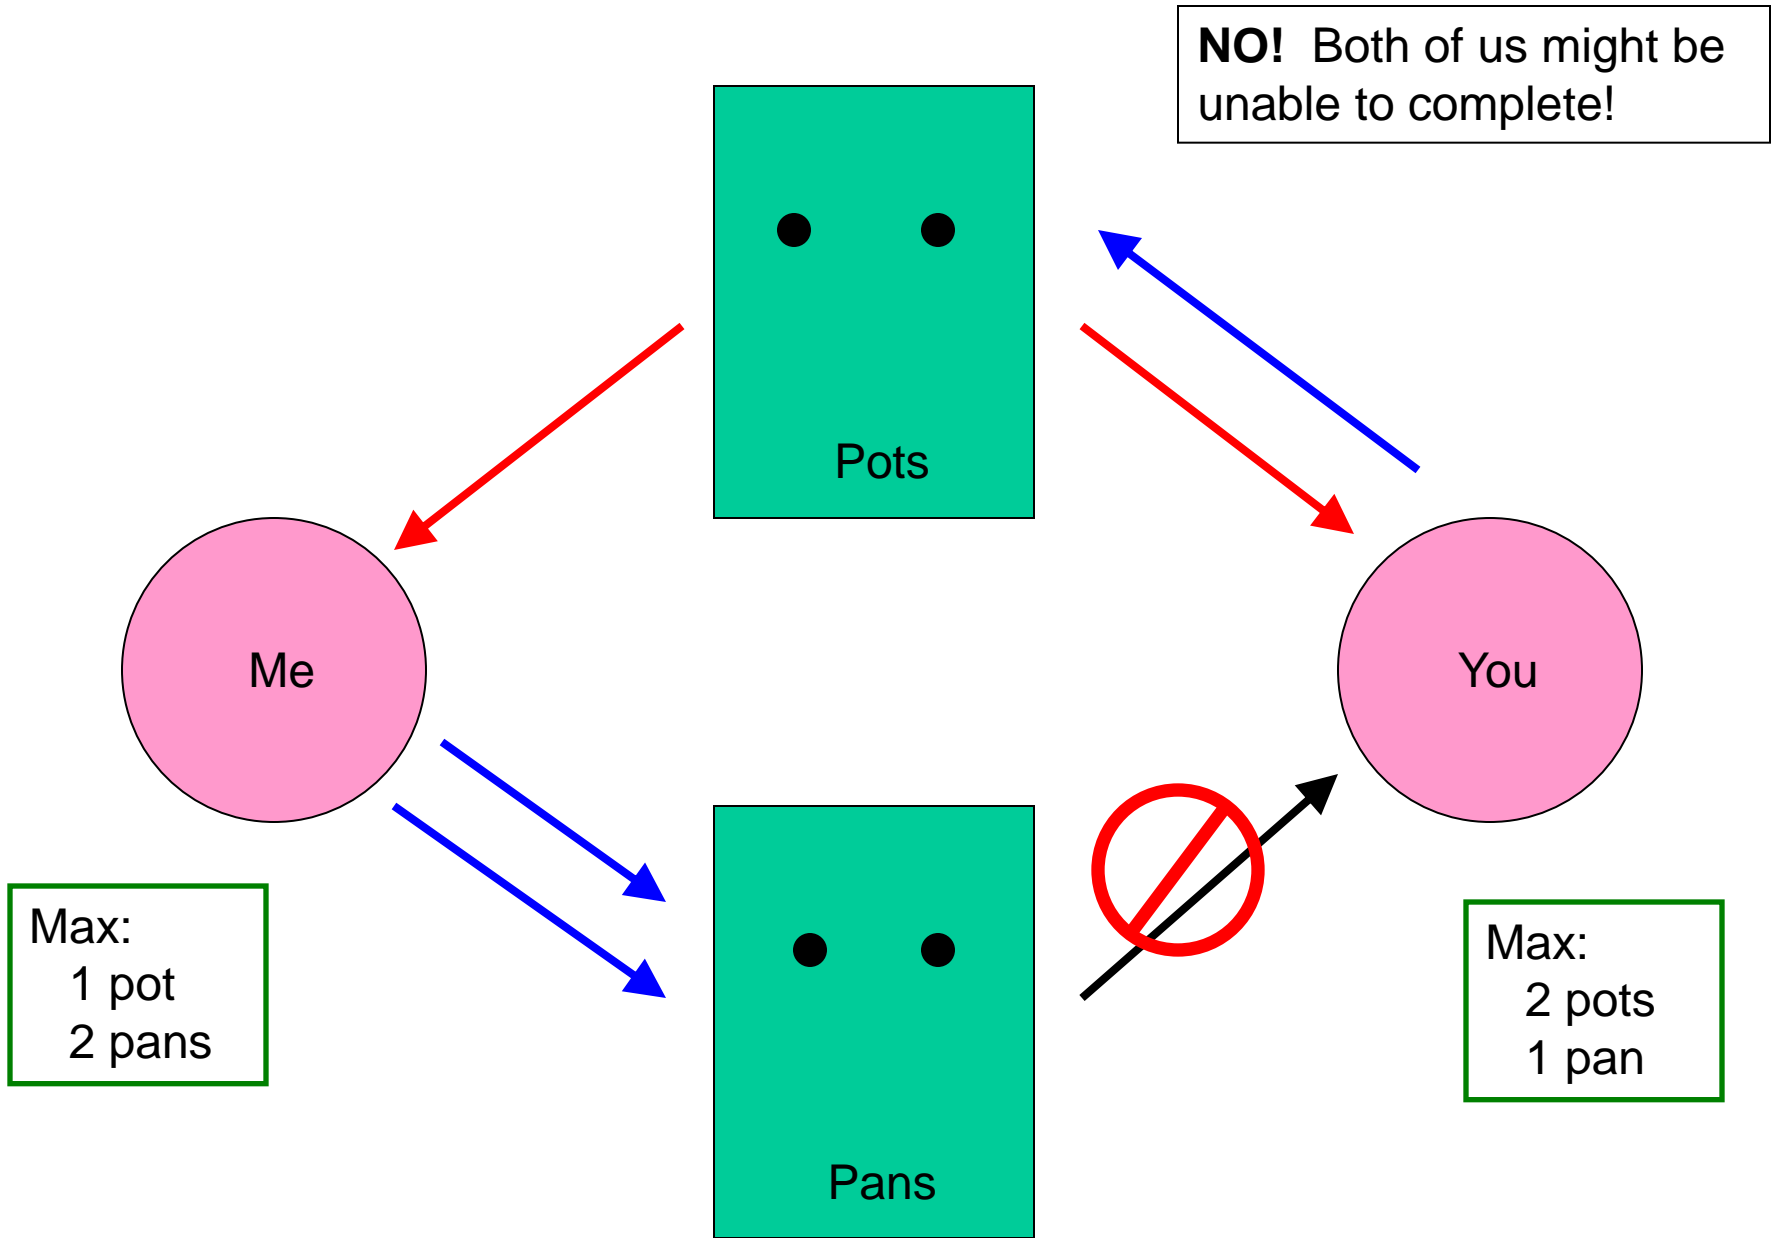 NO! Both of us might be
unable to complete!
Pots
Me
You
Max:
1 pot
2 pans
Max:
2 pots
1 pan
Pans